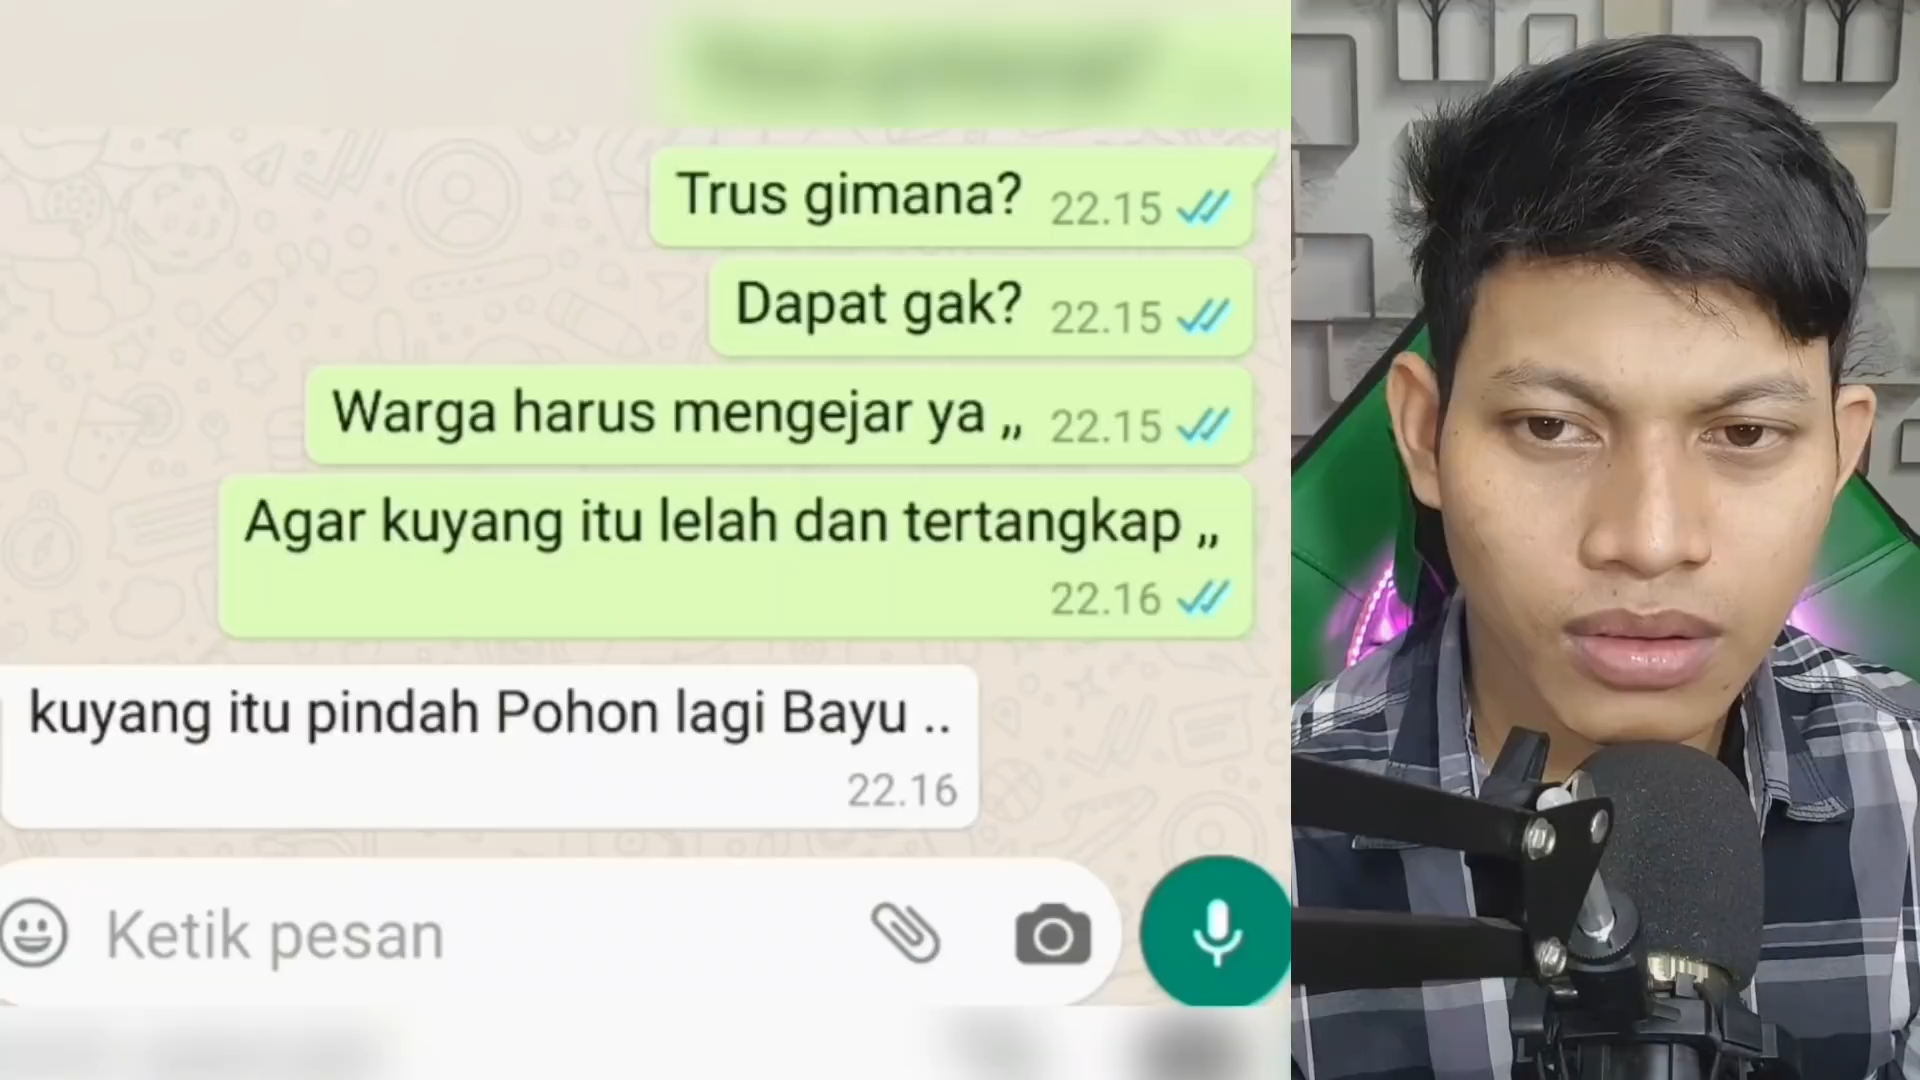 Trus gimana? 22.15
Dapat gak? 22.15
Warga harus mengejar ya ,, 22.15
Agar kuyang itu lelah dan tertangkap ,,
22.16
kuyang itu pindah Pohon lagi Bayu ..
22.16
Ketik pesan